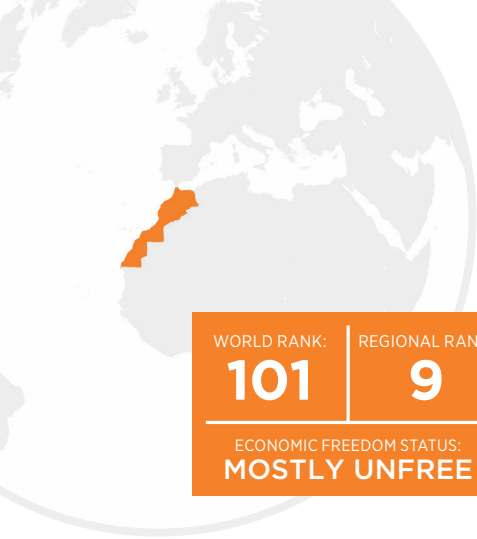 WORLD RANK:
101
REGIONAL RAN
9
ECONOMIC FREEDOM STATUS:
MOSTLY UNFREE